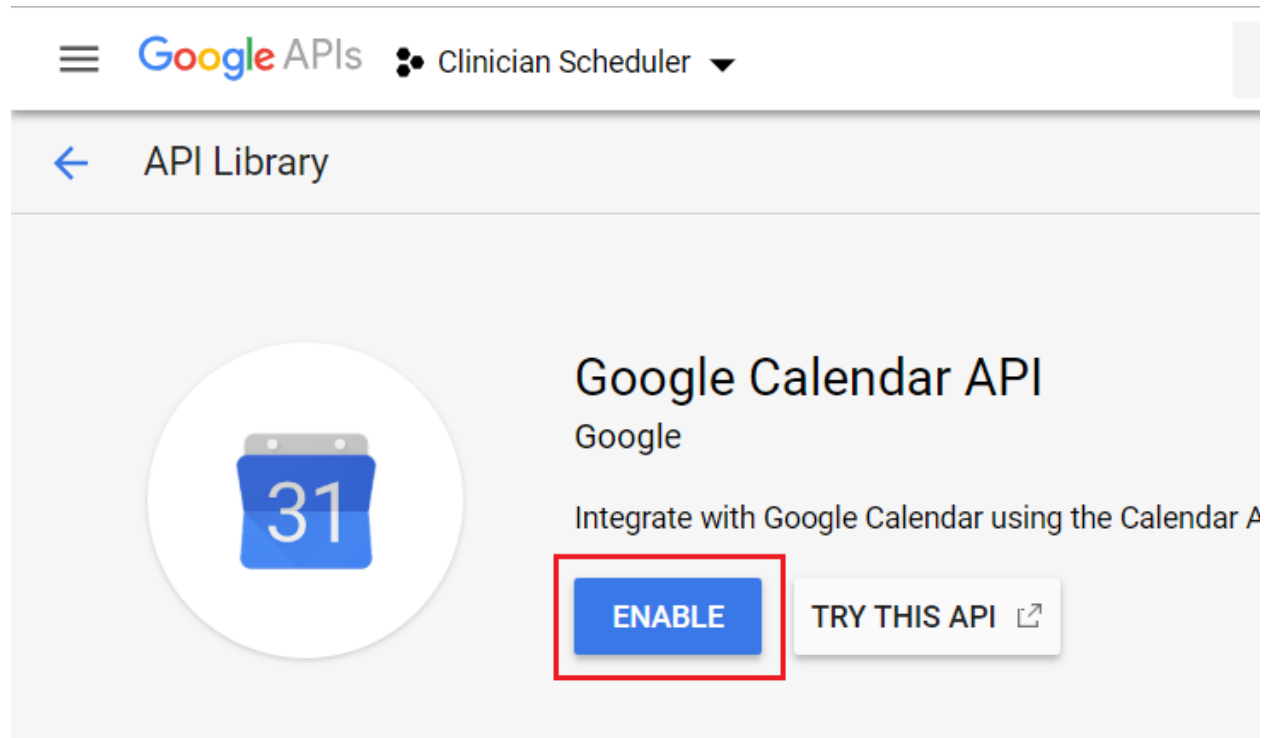 Google APIs Clinician Scheduler
API Library
Google Calendar API
Google
31
Integrate with Google Calendar using the Calendar
ENABLE TRY THIS API